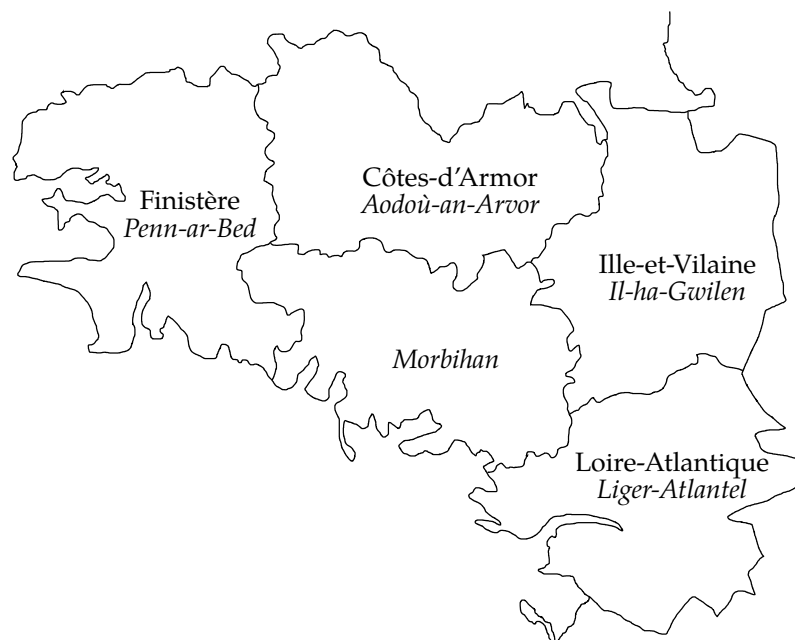 Côtes-d'Armor
Aodoù-an-Arvor
Finistère
Penn-ar-Bed
Ille-et-Vilaine
Il-ha-Gwilen
Morbihan
Loire-Atlantique
Liger-Atlantel